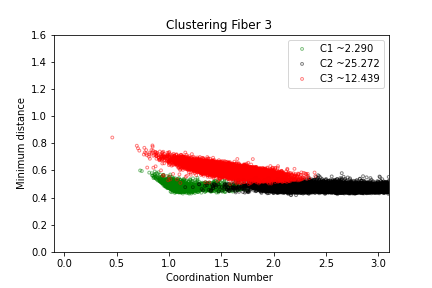 Clustering Fiber 3
C1 ~2.290
C2 ~25.272
C3 ~12.439
Minimum distance
1.6
1.4
1.2
1.0
0.8
0.6
0.4
0.2
0.0
0.0 0.5 1.0 1.5 2.0 2.5 3.0
Coordination Number